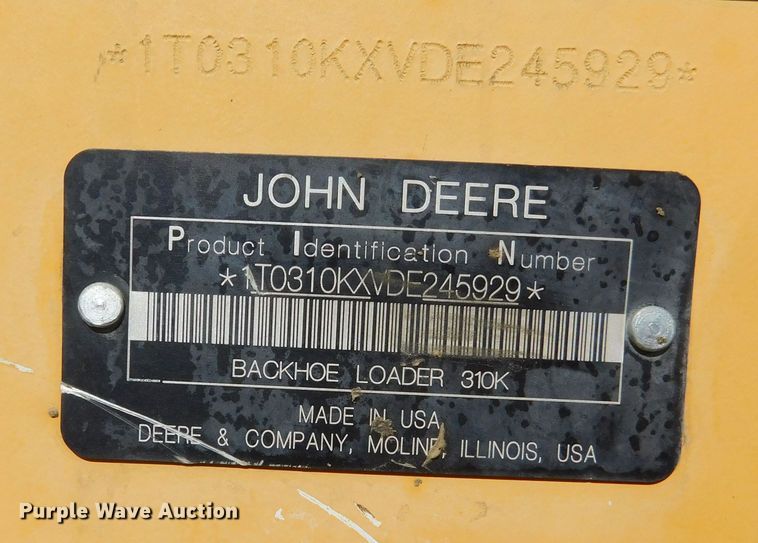 *1T0310KXVDE245929*
JOHN DEERE
Product Identification Number
*1T0310KXVDE245929*
BACKHOE LOADER 310K
MADE IN USA
DEERE & COMPANY, MOLINE, ILLINOIS, USA
Purple Wave Auction